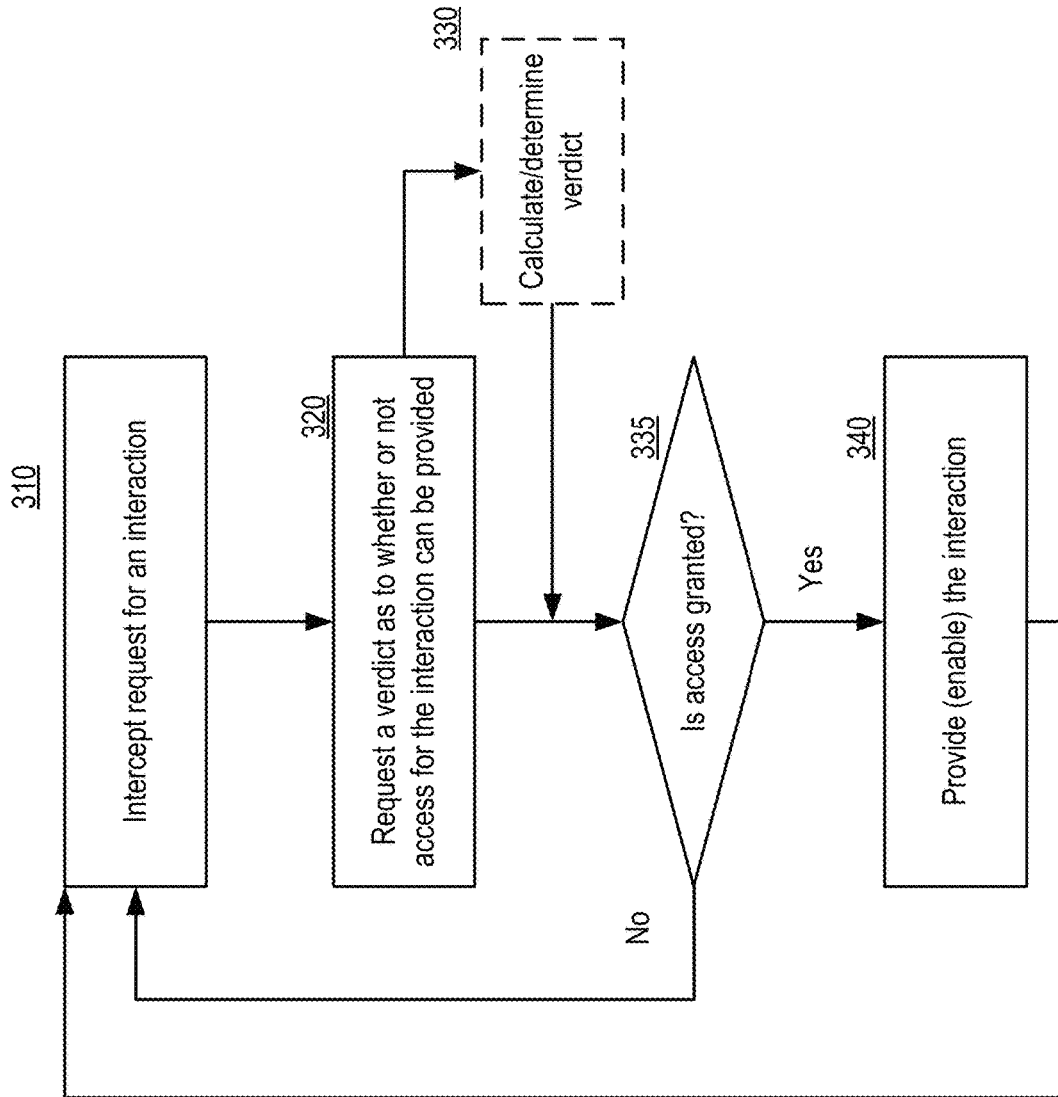 310
Intercept request for an interaction
320
Request a verdict as to whether or not
access for the interaction can be provided
330
Calculate/determine
verdict
335
Is access granted?
No
Yes
340
Provide (enable) the interaction